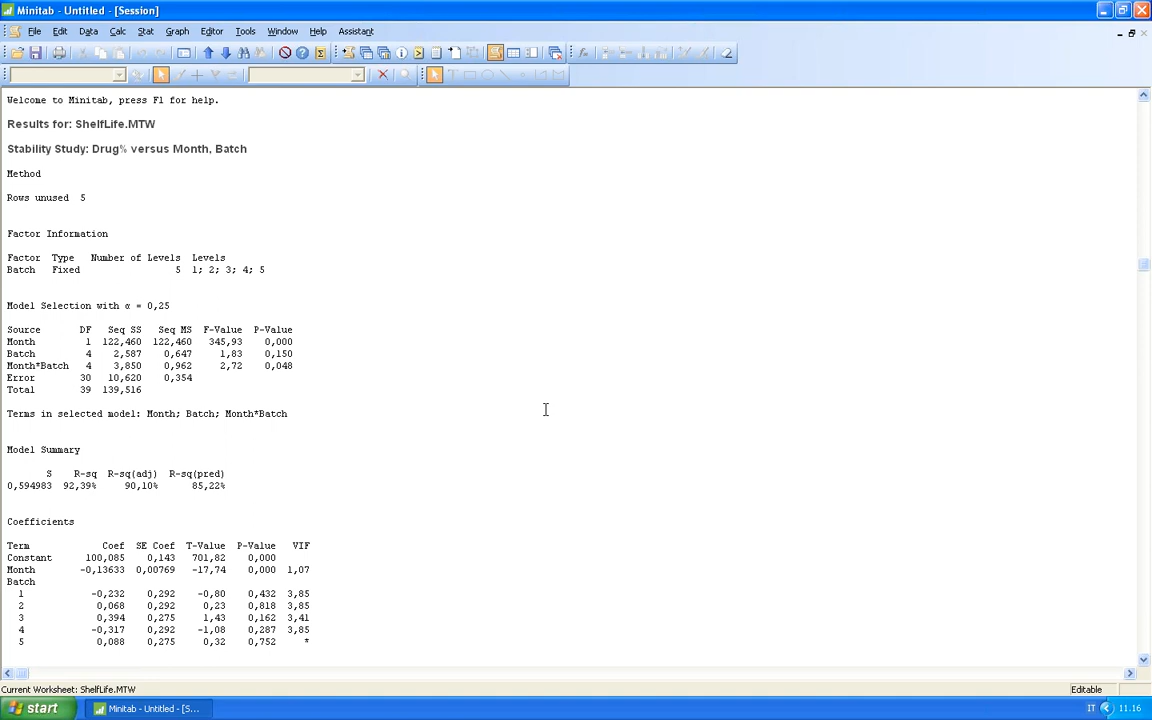 Minitab - Untitled - [Session]
File Edit Data Calc Stat Graph Editor Tools Window Help Assistant
Welcome to Minitab, press F1 for help.
Results for: ShelfLife.MTW
Stability Study: Drug% versus Month, Batch
Method
Rows unused 5
Factor Information
Factor Type Number of Levels Levels
Batch Fixed 5 1; 2; 3; 4; 5
Model Selection with α = 0,25
Source DF Seq SS Seq MS F-Value P-Value
Month 1 122,460 122,460 345,93 0,000
Batch 4 2,587 0,647 1,83 0,150
Month*Batch 4 3,850 0,962 2,72 0,048
Error 30 10,620 0,354
Total 39 139,516
Terms in selected model: Month; Batch; Month*Batch
Model Summary
S R-sq R-sq(adj) R-sq(pred)
0,594983 92,39% 90,10% 85,22%
Coefficients
Term Coef SE Coef T-Value P-Value VIF
Constant 100,085 0,143 701,82 0,000
Month -0,13633 0,00769 -17,74 0,000 1,07
Batch
1 -0,232 0,292 -0,80 0,432 3,85
2 0,068 0,292 0,23 0,818 3,85
3 0,394 0,275 1,43 0,162 3,41
4 -0,317 0,292 -1,08 0,287 3,85
5 0,088 0,275 0,32 0,752 *
Current Worksheet: ShelfLife.MTW Editable
start Minitab - Untitled - [S... IT 11.16